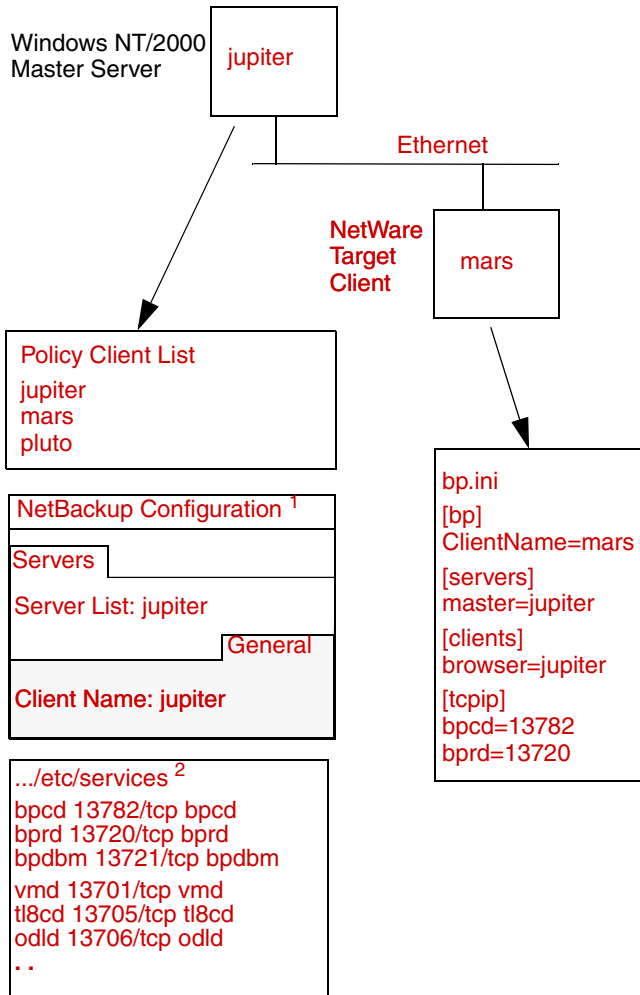 Windows NT/2000
Master Server
jupiter
Ethernet
NetWare
Target
Client
mars
Policy Client List
jupiter
mars
pluto
NetBackup Configuration 1
Servers
Server List: jupiter
General
Client Name: jupiter
.../etc/services 2
bpcd 13782/tcp bpcd
bprd 13720/tcp bprd
bpdbm 13721/tcp bpdbm
vmd 13701/tcp vmd
tl8cd 13705/tcp tl8cd
odld 13706/tcp odld
. .
bp.ini
[bp]
ClientName=mars
[servers]
master=jupiter
[clients]
browser=jupiter
[tcpip]
bpcd=13782
bprd=13720